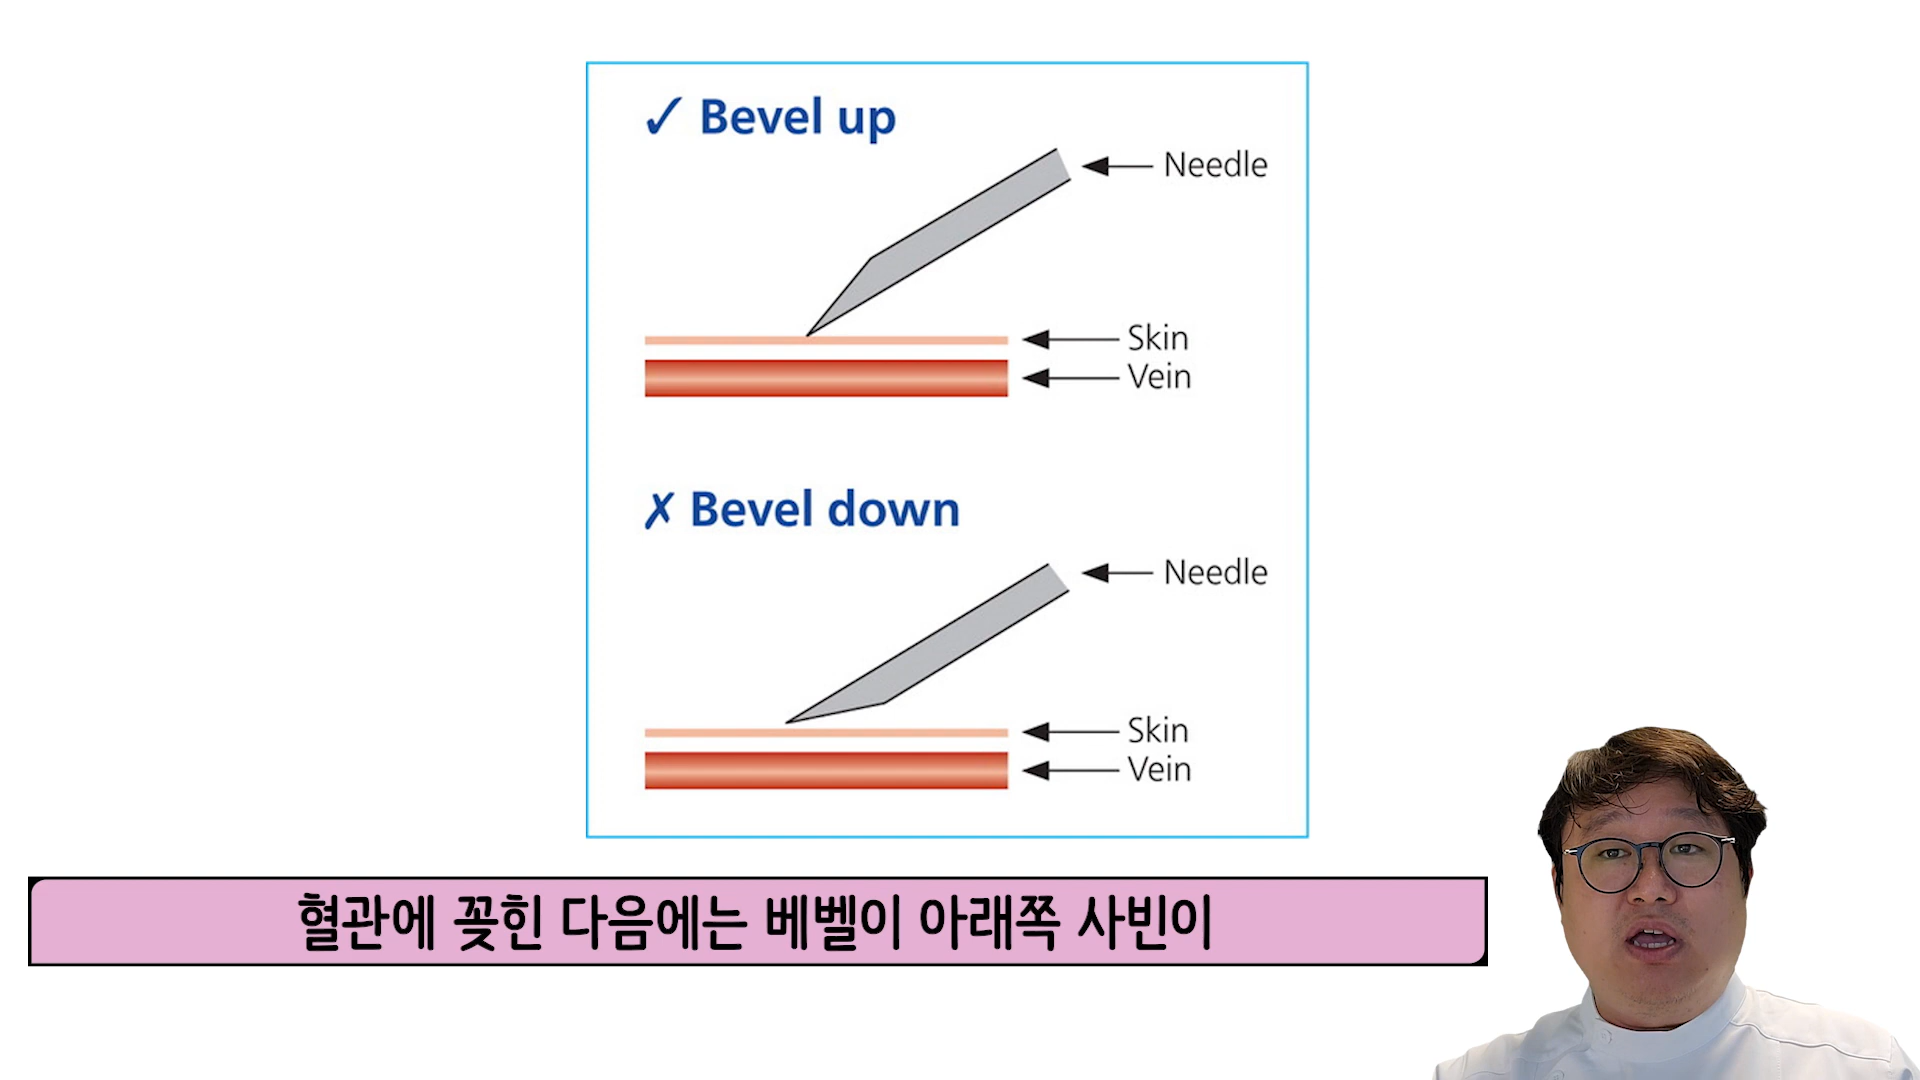 ✓ Bevel up
Needle
Skin
Vein
✗ Bevel down
Needle
Skin
Vein
혈관에 꽂힌 다음에는 베벨이 아래쪽 사빈이